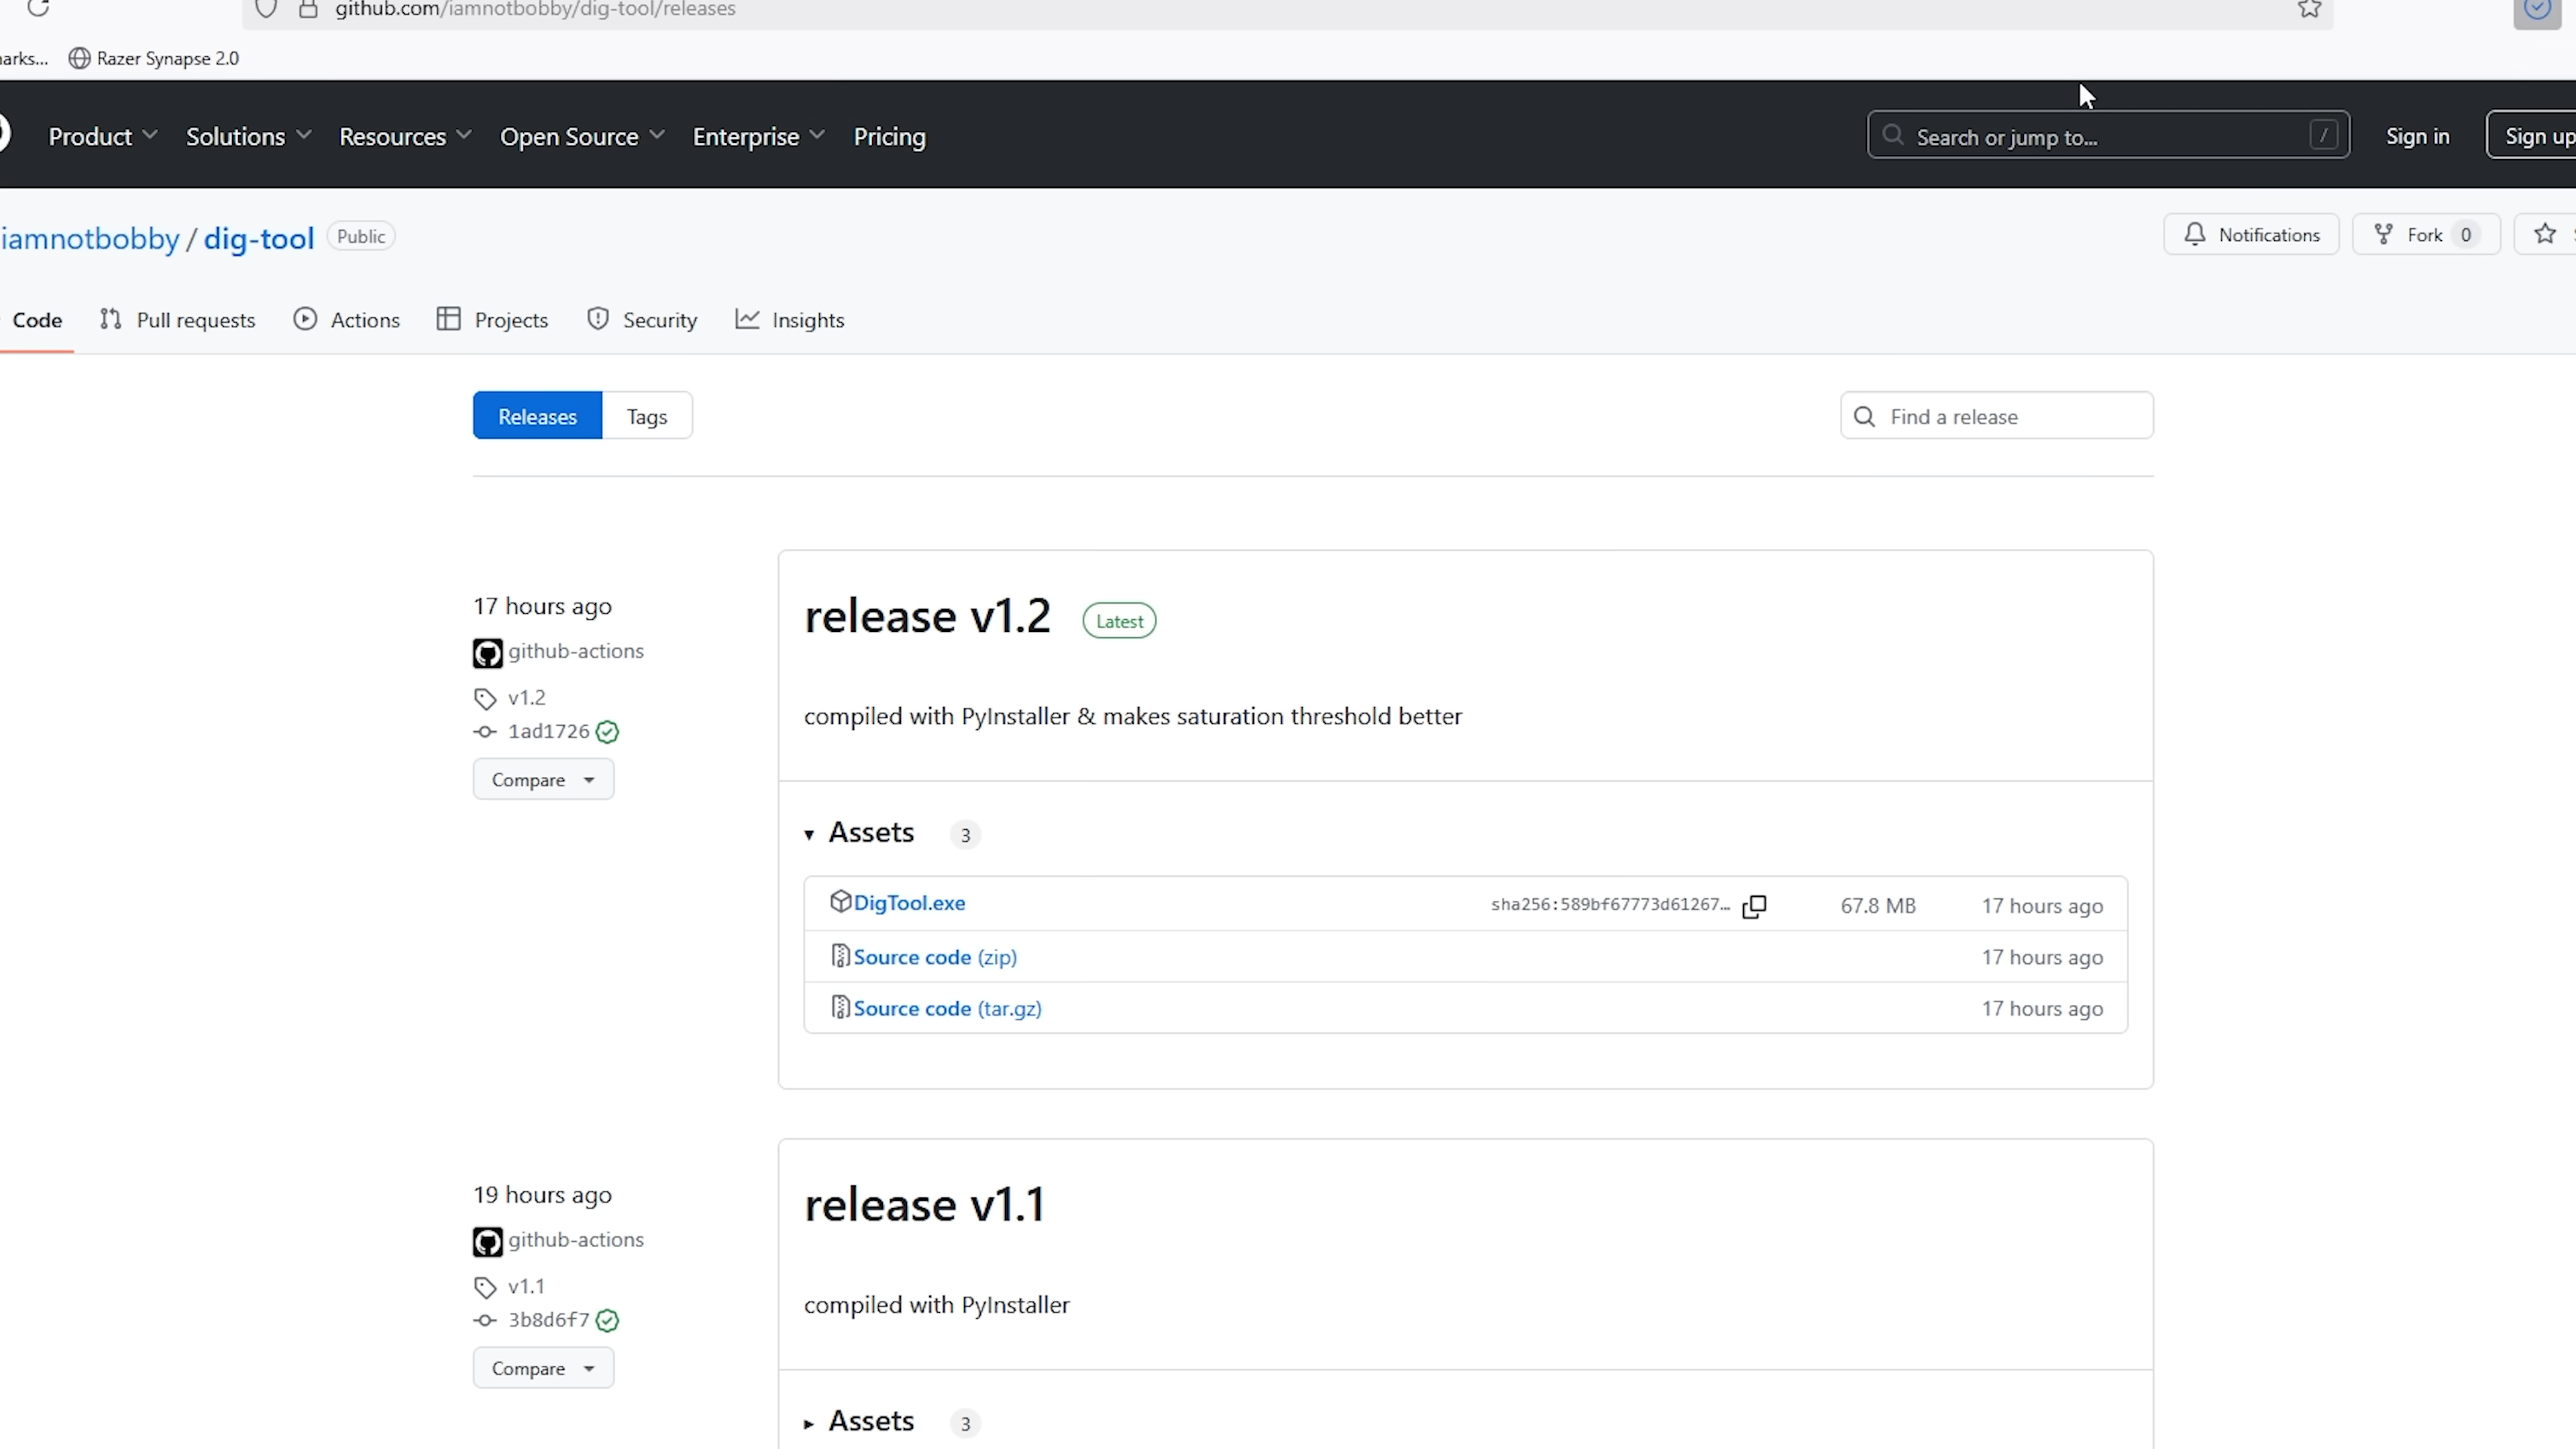 github.com/iamnotbobby/dig-tool/releases
Razer Synapse 2.0
Product Solutions Resources Open Source Enterprise Pricing Search or jump to... / Sign in Sign up
iamnotbobby / dig-tool Public Notifications Fork 0
Code Pull requests Actions Projects Security Insights
Releases Tags Find a release
17 hours ago
github-actions
v1.2
1ad1726
Compare
release v1.2 Latest
compiled with PyInstaller & makes saturation threshold better
Assets 3
DigTool.exe sha256:589bf67773d61267... 67.8 MB 17 hours ago
Source code (zip) 17 hours ago
Source code (tar.gz) 17 hours ago
19 hours ago
github-actions
v1.1
3b8d6f7
Compare
release v1.1
compiled with PyInstaller
Assets 3